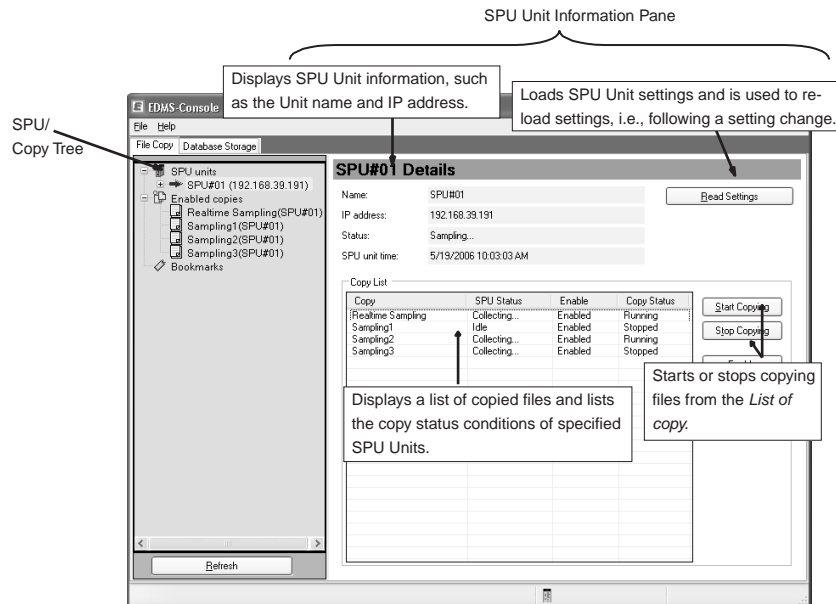 SPU Unit Information Pane
Displays SPU Unit information, such
as the Unit name and IP address.
Loads SPU Unit settings and is used to re-
load settings, i.e., following a setting change.
SPU/
Copy Tree
EDMS-Console
File Help
File Copy Database Storage
SPU units
SPU#01 (192.168.39.191)
Enabled copies
Realtime Sampling(SPU#01)
Sampling1(SPU#01)
Sampling2(SPU#01)
Sampling3(SPU#01)
Bookmarks
Refresh
SPU#01 Details
Name: SPU#01
Read Settings
IP address: 192.168.39.191
Status: Sampling...
SPU unit time: 5/19/2006 10:03:03 AM
Copy List
Copy SPU Status Enable Copy Status
Realtime Sampling Collecting... Enabled Running
Sampling1 Idle Enabled Stopped
Sampling2 Collecting... Enabled Running
Sampling3 Collecting... Enabled Stopped
Start Copying
Stop Copying
Displays a list of copied files and lists
the copy status conditions of specified
SPU Units.
Starts or stops copying
files from the List of
copy.